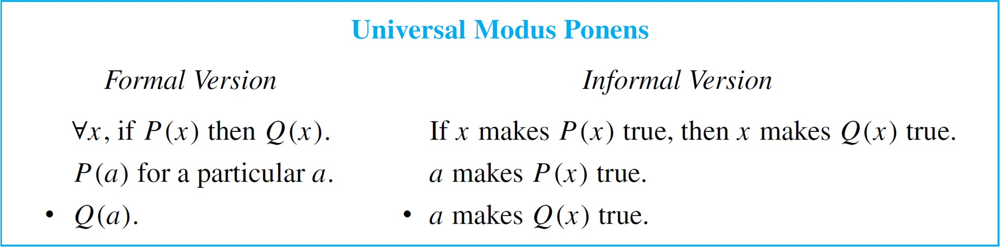 Universal Modus Ponens
Formal Version
Informal Version
∀x, if P(x) then Q(x).
If x makes P(x) true, then x makes Q(x) true.
P(a) for a particular a.
a makes P(x) true.
• Q(a).
• a makes Q(x) true.